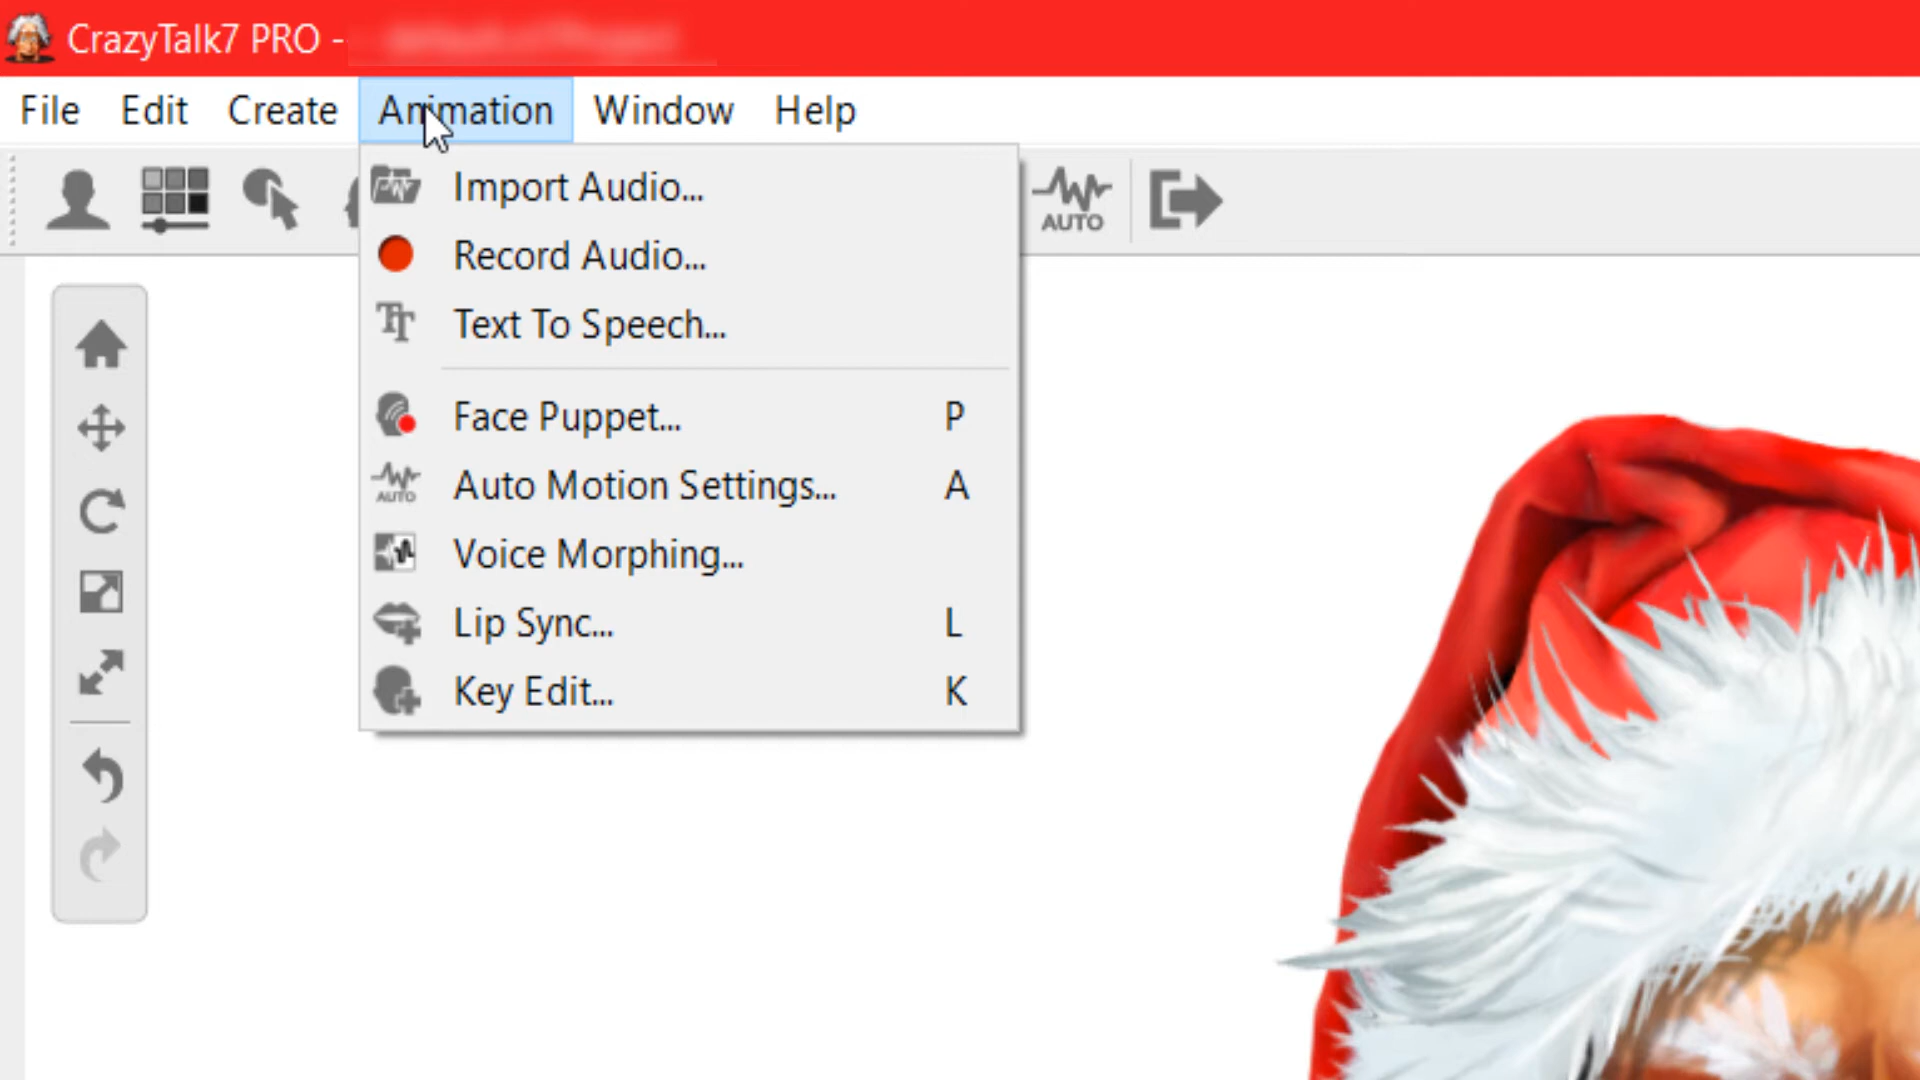 CrazyTalk7 PRO -
File Edit Create Animation Window Help
AUTO
Import Audio...
Record Audio...
Text To Speech...
Face Puppet... P
AUTO Auto Motion Settings... A
Voice Morphing...
Lip Sync... L
Key Edit... K